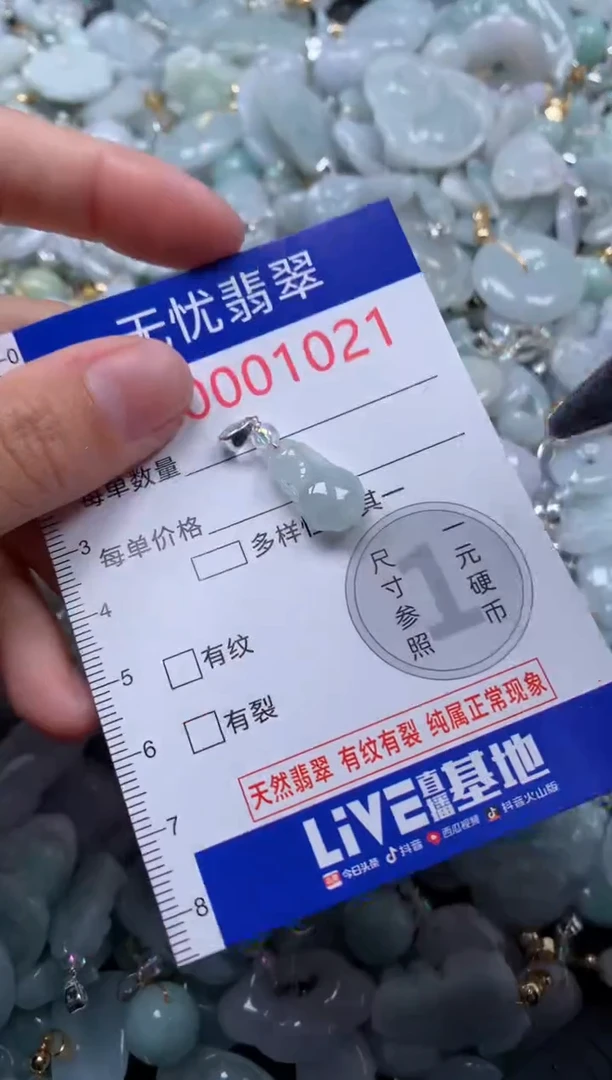 无忧翡翠
0001021
每单数量
每单价格
多样性 其一
尺寸参照
一元硬币
1
有纹
有裂
天然翡翠 有纹有裂 纯属正常现象
LiVE直播基地
今日头条 抖音 西瓜视频 抖音火山版
0
3
4
5
6
7
8